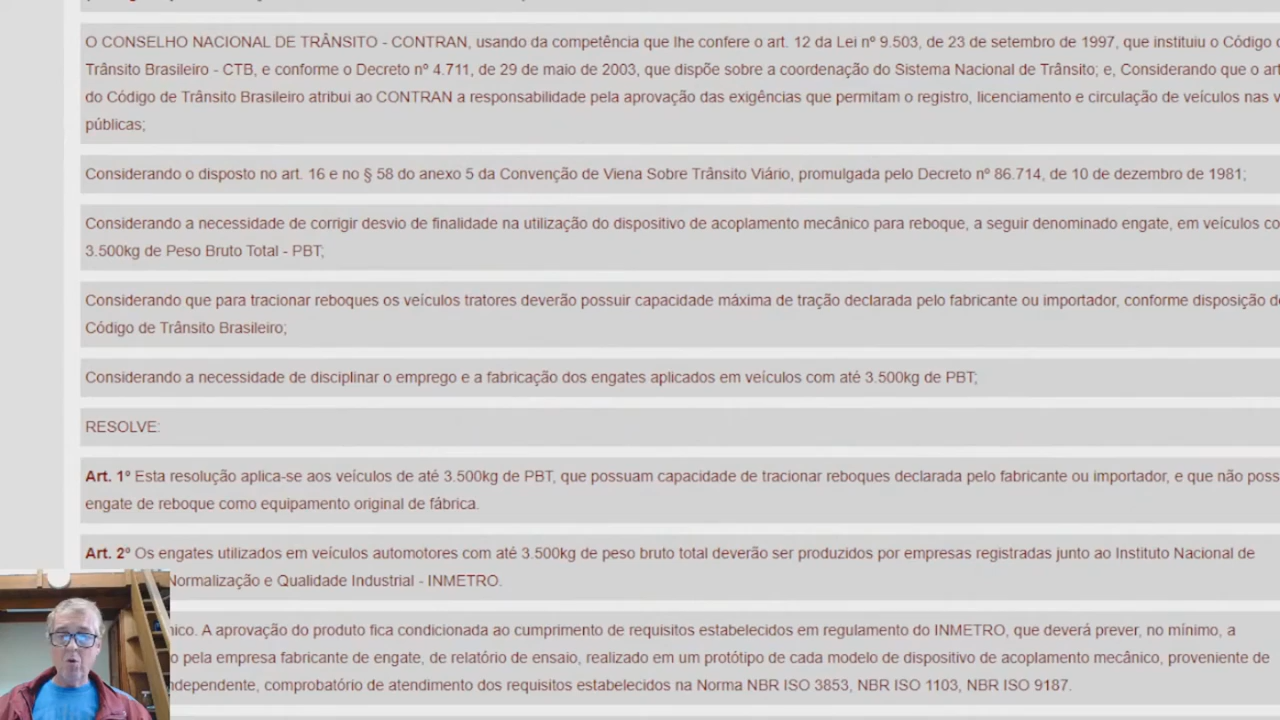 O CONSELHO NACIONAL DE TRÂNSITO - CONTRAN, usando da competência que lhe confere o art. 12 da Lei nº 9.503, de 23 de setembro de 1997, que instituiu o Código
Trânsito Brasileiro - CTB, e conforme o Decreto nº 4.711, de 29 de maio de 2003, que dispõe sobre a coordenação do Sistema Nacional de Trânsito; e, Considerando que o
do Código de Trânsito Brasileiro atribui ao CONTRAN a responsabilidade pela aprovação das exigências que permitam o registro, licenciamento e circulação de veículos nas
públicas;
Considerando o disposto no art. 16 e no § 58 do anexo 5 da Convenção de Viena Sobre Trânsito Viário, promulgada pelo Decreto nº 86.714, de 10 de dezembro de 1981;
Considerando a necessidade de corrigir desvio de finalidade na utilização do dispositivo de acoplamento mecânico para reboque, a seguir denominado engate, em veículos
3.500kg de Peso Bruto Total - PBT;
Considerando que para tracionar reboques os veículos tratores deverão possuir capacidade máxima de tração declarada pelo fabricante ou importador, conforme disposição
Código de Trânsito Brasileiro;
Considerando a necessidade de disciplinar o emprego e a fabricação dos engates aplicados em veículos com até 3.500kg de PBT;
RESOLVE:
Art. 1º Esta resolução aplica-se aos veículos de até 3.500kg de PBT, que possuam capacidade de tracionar reboques declarada pelo fabricante ou importador, e que não
engate de reboque como equipamento original de fábrica.
Art. 2º Os engates utilizados em veículos automotores com até 3.500kg de peso bruto total deverão ser produzidos por empresas registradas junto ao Instituto Nacional de
Normalização e Qualidade Industrial - INMETRO.
A aprovação do produto fica condicionada ao cumprimento de requisitos estabelecidos em regulamento do INMETRO, que deverá prever, no mínimo, a
pela empresa fabricante de engate, de relatório de ensaio, realizado em um protótipo de cada modelo de dispositivo de acoplamento mecânico, proveniente de
comprobatório de atendimento dos requisitos estabelecidos na Norma NBR ISO 3853, NBR ISO 1103, NBR ISO 9187.